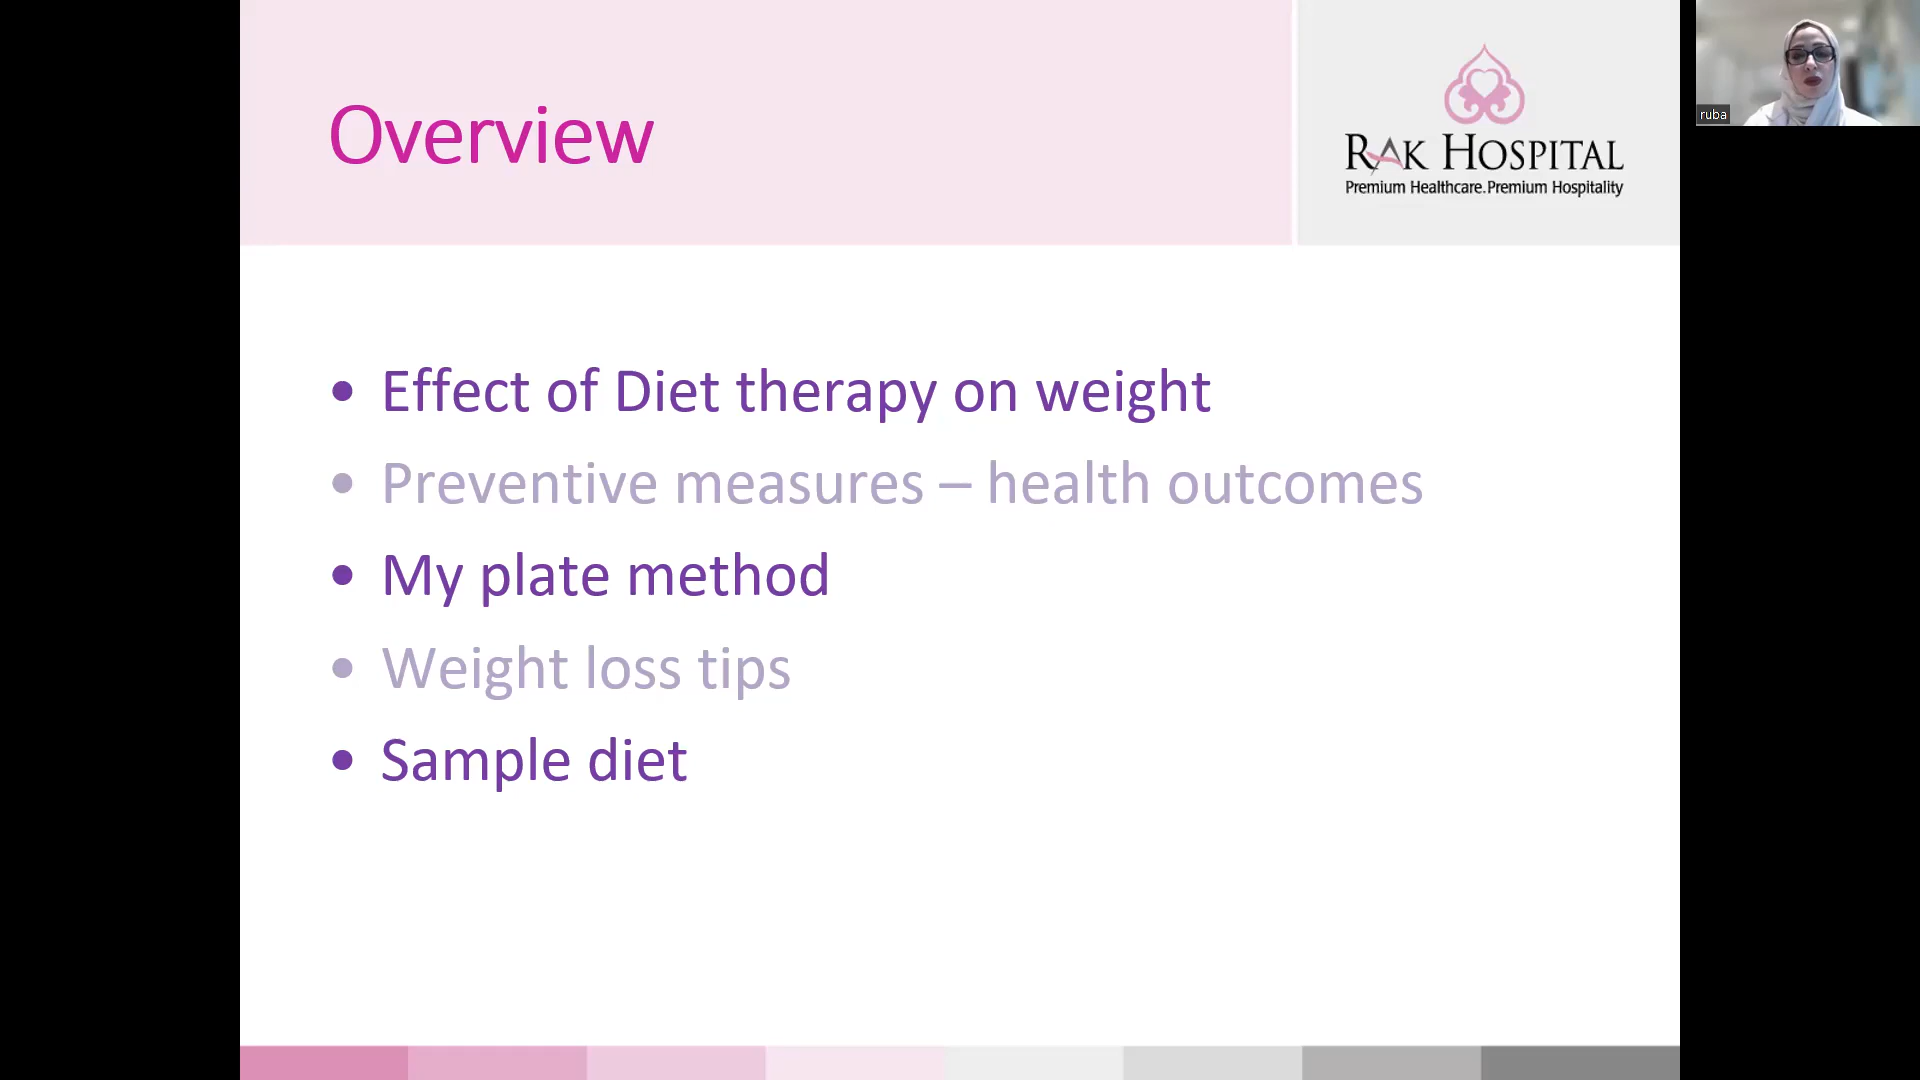 Overview
RAK HOSPITAL
Premium Healthcare. Premium Hospitality
ruba
• Effect of Diet therapy on weight
• Preventive measures – health outcomes
• My plate method
• Weight loss tips
• Sample diet